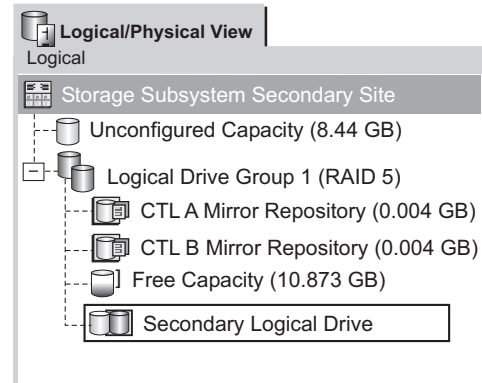 Logical/Physical View
Logical
Storage Subsystem Secondary Site
Unconfigured Capacity (8.44 GB)
Logical Drive Group 1 (RAID 5)
CTL A Mirror Repository (0.004 GB)
CTL B Mirror Repository (0.004 GB)
Free Capacity (10.873 GB)
Secondary Logical Drive